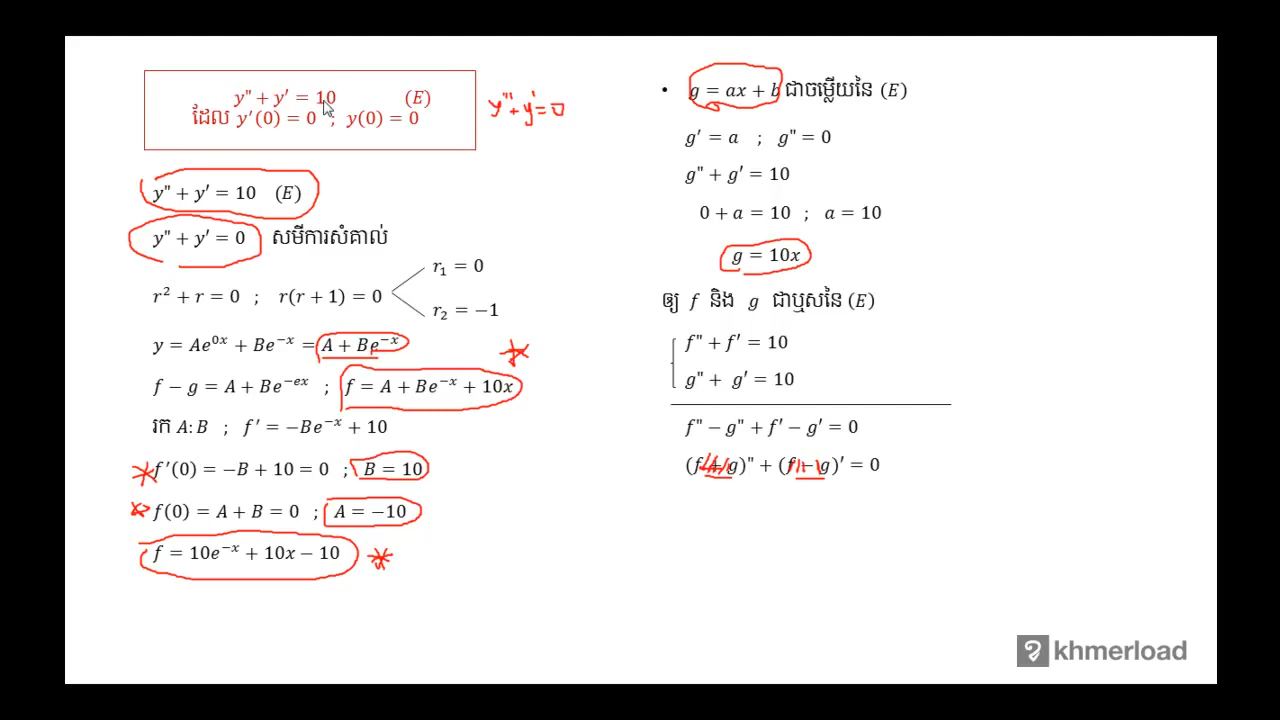 y" + y′ = 10 (E)
ដែល y′(0) = 0 ; y(0) = 0
y"+ y' = 0
y" + y′ = 10 (E)
y" + y′ = 0 សមីការសំគាល់
r² + r = 0 ; r(r + 1) = 0
r₁ = 0
r₂ = −1
y = Ae⁰ˣ + Be⁻ˣ = A + Be⁻ˣ
f − g = A + Be⁻ᵉˣ ; f = A + Be⁻ˣ + 10x
រក A: B ; f′ = −Be⁻ˣ + 10
f′(0) = −B + 10 = 0 ; B = 10
f(0) = A + B = 0 ; A = −10
f = 10e⁻ˣ + 10x − 10
• g = ax + b ជាចម្លើយនៃ (E)
g′ = a ; g" = 0
g" + g′ = 10
0 + a = 10 ; a = 10
g = 10x
ឲ្យ f និង g ជាឬសនៃ (E)
f" + f′ = 10
g" + g′ = 10
f" − g" + f′ − g′ = 0
(f − g)" + (f − g)′ = 0
khmerload